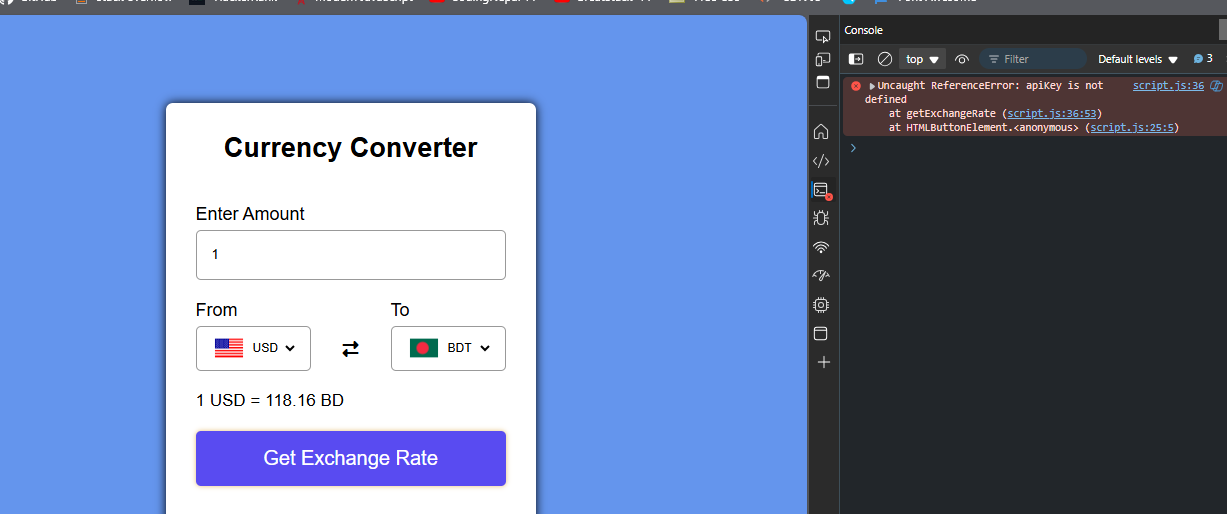 Console
top
Filter
Default levels
3
Uncaught ReferenceError: apiKey is not script.js:36
defined
at getExchangeRate (script.js:36:53)
at HTMLButtonElement.<anonymous> (script.js:25:5)
Currency Converter
Enter Amount
1
From To
USD BDT
1 USD = 118.16 BD
Get Exchange Rate